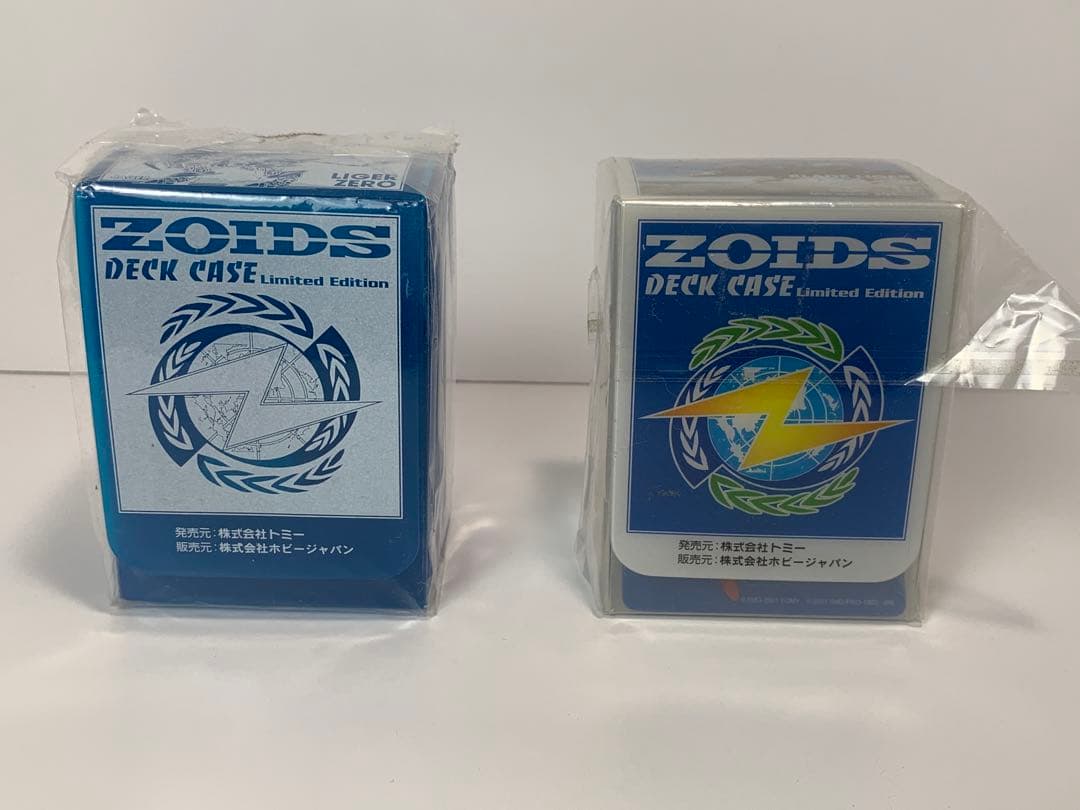 LIGER
ZERO
ZOIDS
DECK CASE Limited Edition
発売元：株式会社トミー
販売元：株式会社ホビージャパン
ZOIDS
DECK CASE Limited Edition
発売元：株式会社トミー
販売元：株式会社ホビージャパン